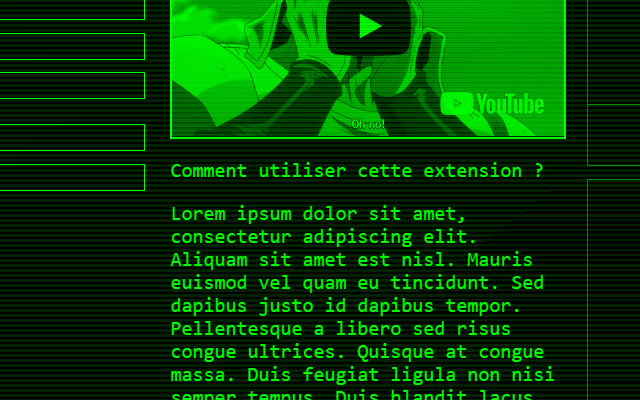 YouTube
Oh no!
Comment utiliser cette extension ?
Lorem ipsum dolor sit amet,
consectetur adipiscing elit.
Aliquam sit amet est nisl. Mauris
euismod vel quam eu tincidunt. Sed
dapibus justo id dapibus tempor.
Pellentesque a libero sed risus
congue ultrices. Quisque at congue
massa. Duis feugiat ligula non nisi
semper tempus. Duis blandit lacus